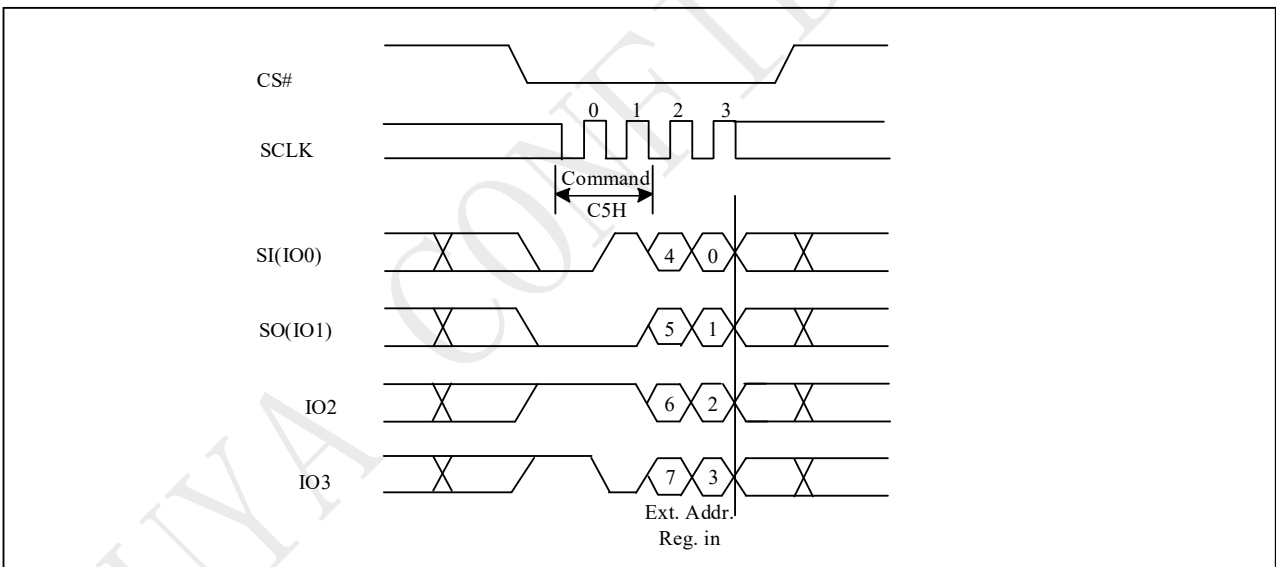 CS#
0 1 2 3
SCLK
Command
C5H
SI(IO0) 4 0
SO(IO1) 5 1
IO2 6 2
IO3 7 3
Ext. Addr.
Reg. in